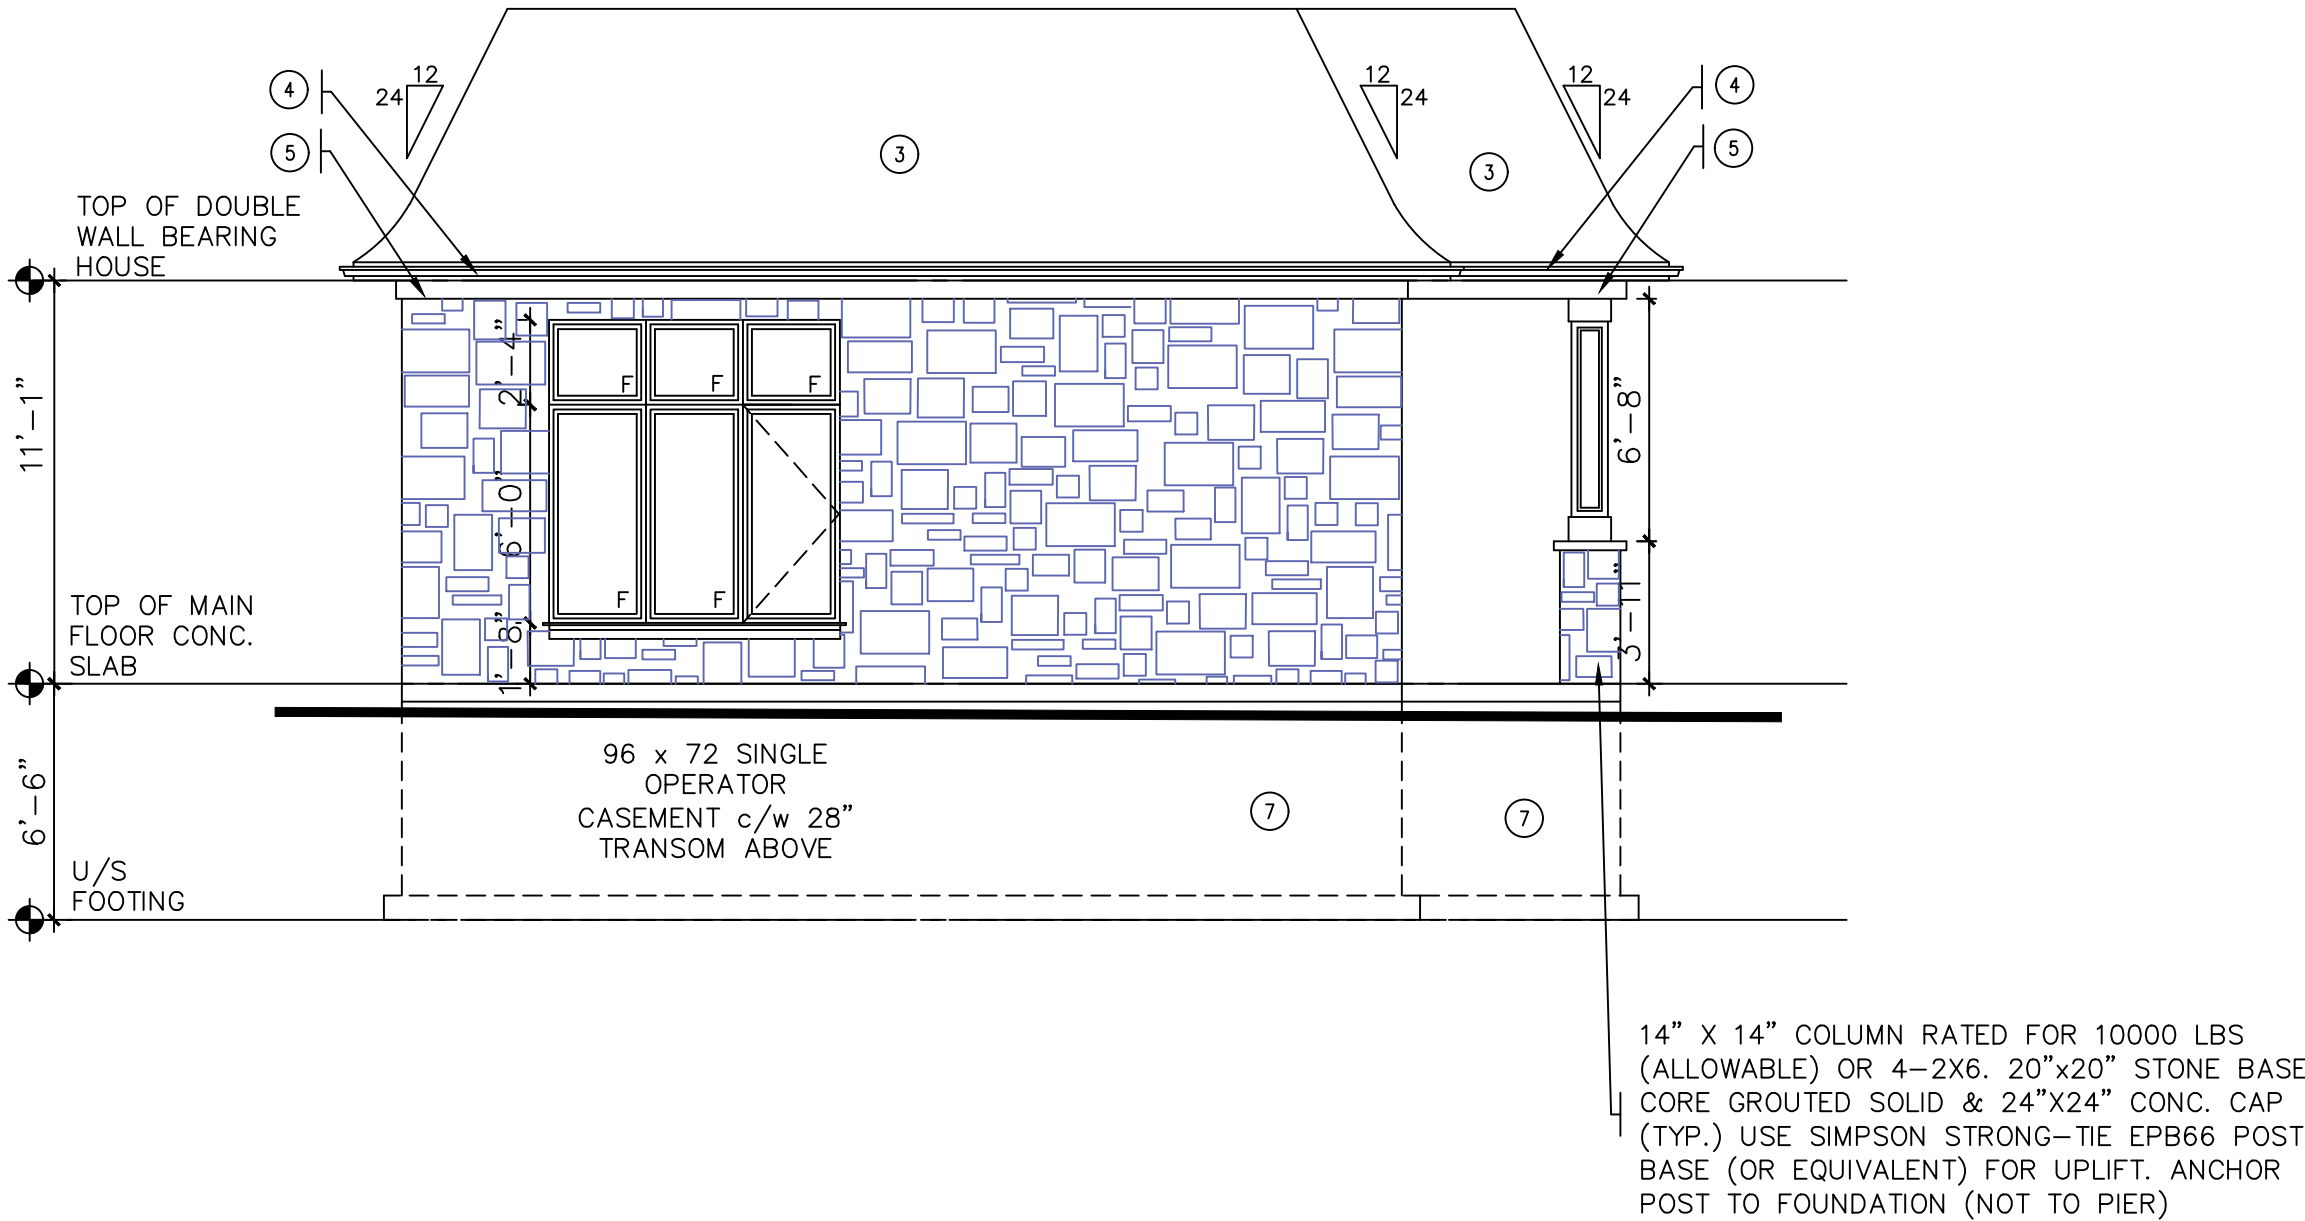 12
24
12
24
12
24
4
4
5
5
3
3
TOP OF DOUBLE
WALL BEARING
HOUSE
11'-1"
2'-4"
6'-0"
1'-8"
F
F
F
F
F
6'-8"
3'-11"
TOP OF MAIN
FLOOR CONC.
SLAB
6'-6"
96 x 72 SINGLE
OPERATOR
CASEMENT c/w 28"
TRANSOM ABOVE
7
7
U/S
FOOTING
14" X 14" COLUMN RATED FOR 10000 LBS
(ALLOWABLE) OR 4-2X6. 20"x20" STONE BASE
CORE GROUTED SOLID & 24"X24" CONC. CAP
(TYP.) USE SIMPSON STRONG-TIE EPB66 POST
BASE (OR EQUIVALENT) FOR UPLIFT. ANCHOR
POST TO FOUNDATION (NOT TO PIER)